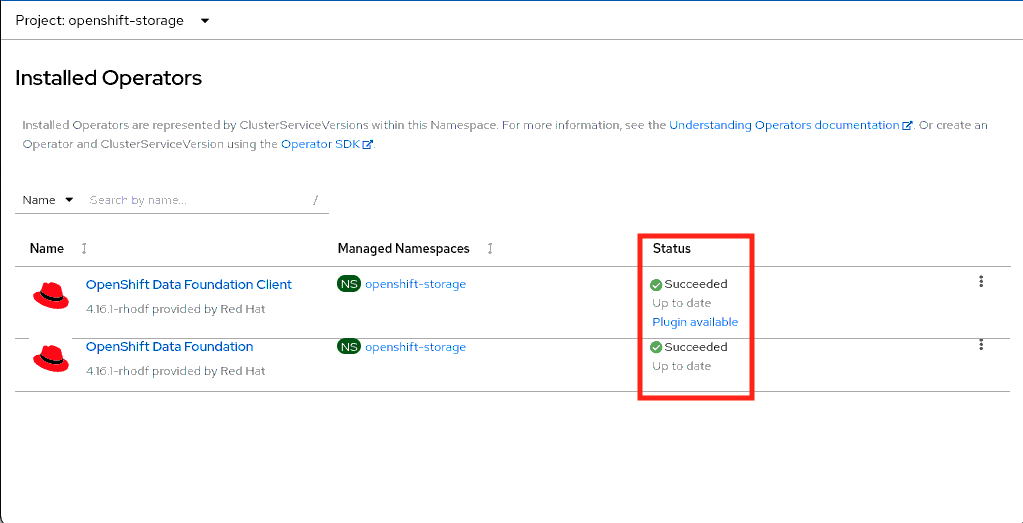 Project: openshift-storage
Installed Operators
Installed Operators are represented by ClusterServiceVersions within this Namespace. For more information, see the Understanding Operators documentation. Or create an
Operator and ClusterServiceVersion using the Operator SDK.
Name Search by name... /
Name Managed Namespaces Status
OpenShift Data Foundation Client NS openshift-storage Succeeded
4.16.1-rhodf provided by Red Hat Up to date
Plugin available
OpenShift Data Foundation NS openshift-storage Succeeded
4.16.1-rhodf provided by Red Hat Up to date